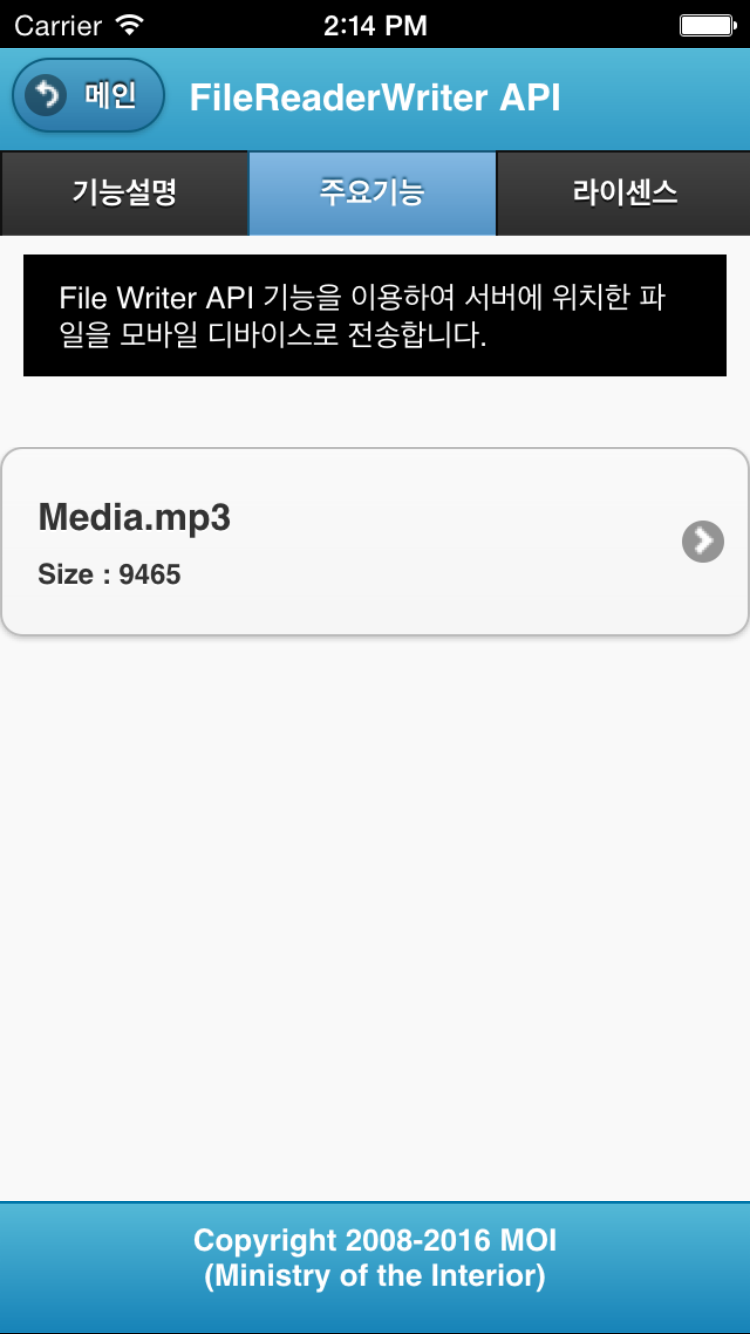 Carrier 2:14 PM
메인 FileReaderWriter API
기능설명 주요기능 라이센스
File Writer API 기능을 이용하여 서버에 위치한 파
일을 모바일 디바이스로 전송합니다.
Media.mp3
Size : 9465
Copyright 2008-2016 MOI
(Ministry of the Interior)